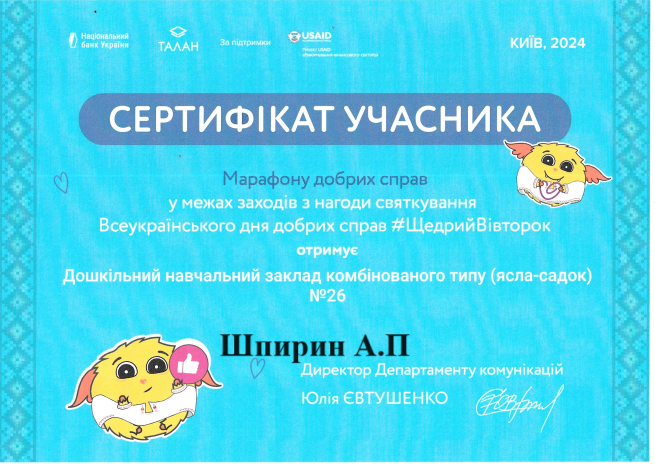 Національний
банк України
ТАЛАН
За підтримки
USAID
КИЇВ, 2024
СЕРТИФІКАТ УЧАСНИКА
Марафону добрих справ
у межах заходів з нагоди святкування
Всеукраїнського дня добрих справ #ЩедрийВівторок
отримує
Дошкільний навчальний заклад комбінованого типу (ясла-садок)
№26
Шпирин А.П
Директор Департаменту комунікацій
Юлія ЄВТУШЕНКО